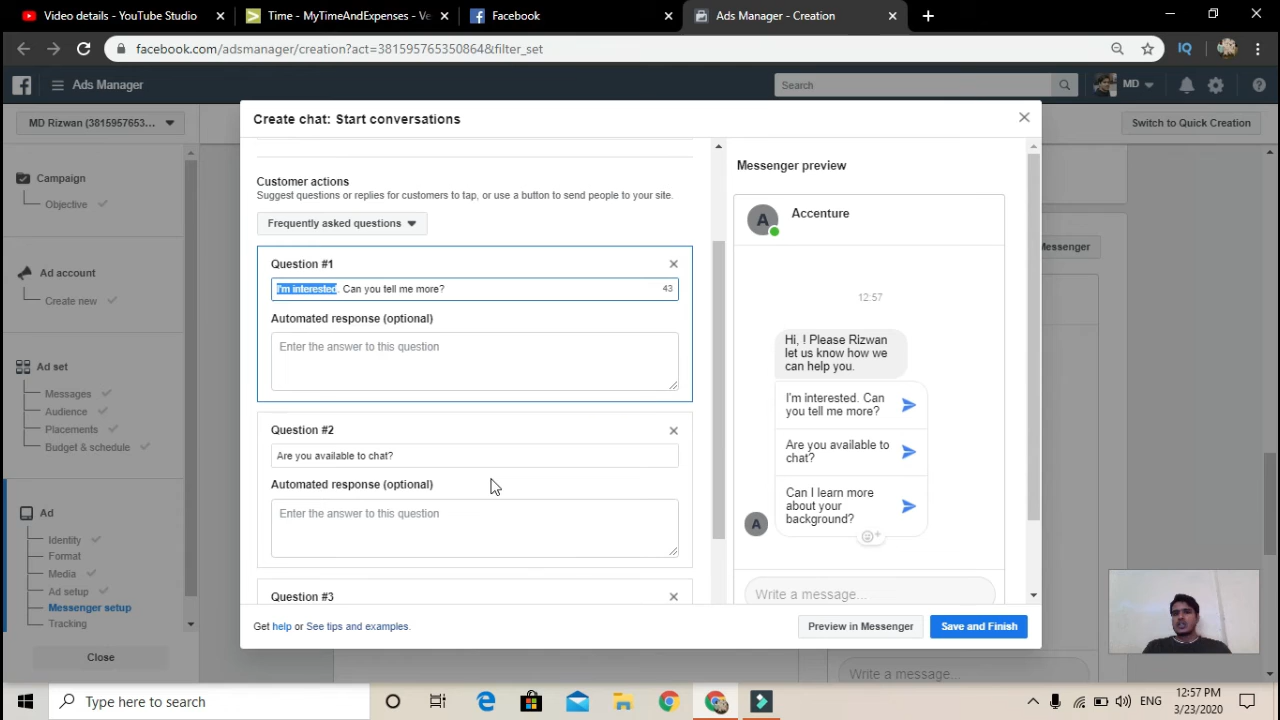 Video details - YouTube Studio
Time - MyTimeAndExpenses - Ve
Facebook
Ads Manager - Creation
facebook.com/adsmanager/creation?act=381595765350864&filter_set
Ads Manager
Search
MD
MD Rizwan (3815957653...
Switch to Quick Creation
Campaign
Objective
Ad account
Create new
Ad set
Messages
Audience
Placements
Budget & schedule
Ad
Identity
Format
Media
Ad setup
Messenger setup
Tracking
Close
Create chat: Start conversations
Customer actions
Suggest questions or replies for customers to tap, or use a button to send people to your site.
Frequently asked questions
Question #1
I'm interested. Can you tell me more?
43
Automated response (optional)
Enter the answer to this question
Question #2
Are you available to chat?
Automated response (optional)
Enter the answer to this question
Question #3
Get help or See tips and examples.
Messenger preview
A
Accenture
12:57
Hi, ! Please Rizwan
let us know how we
can help you.
I'm interested. Can
you tell me more?
Are you available to
chat?
Can I learn more
about your
background?
A
Write a message...
Preview in Messenger
Save and Finish
Messenger
Write a message...
Type here to search
ENG
12:57 PM
3/23/2020